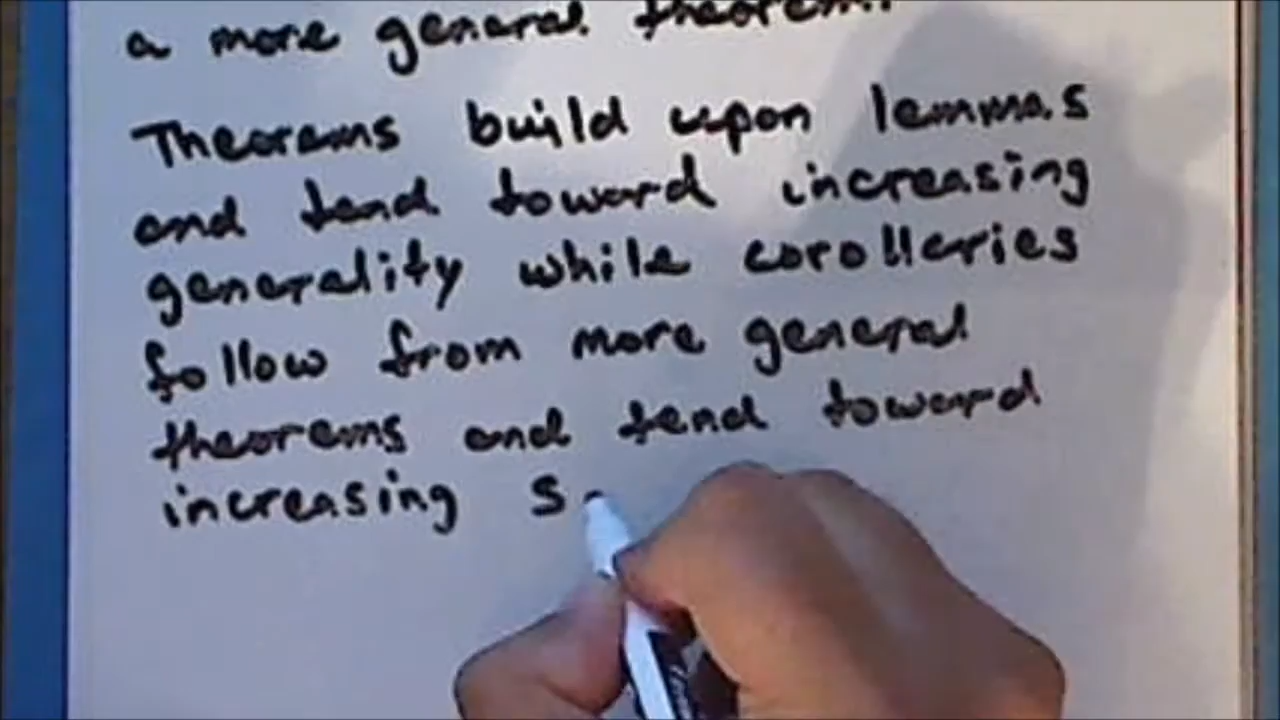 a more general theorem.
Theorems build upon lemmas
and tend toward increasing
generality while corolleries
follow from more general
theorems and tend toward
increasing s